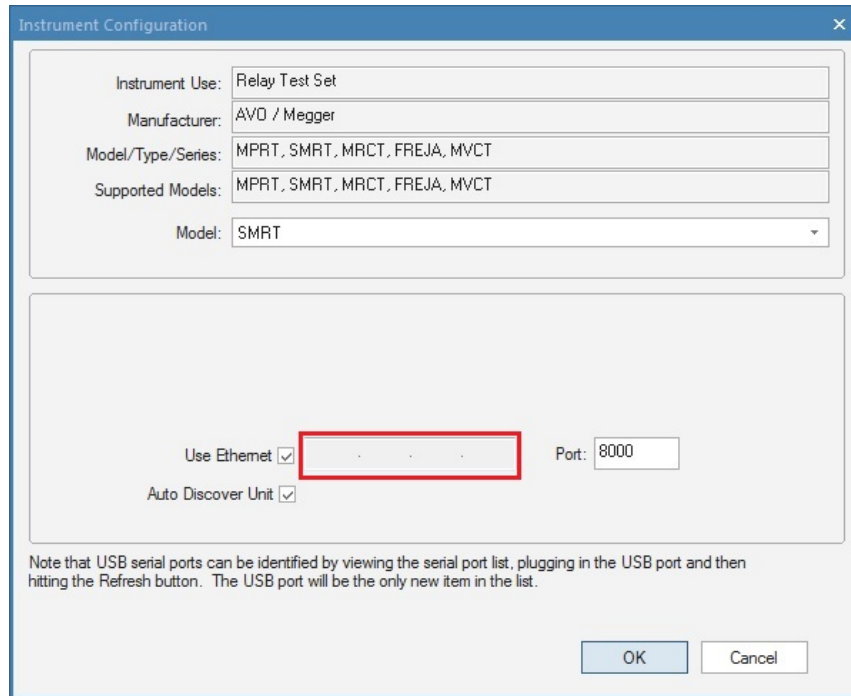 Instrument Configuration
Instrument Use: Relay Test Set
Manufacturer: AVO / Megger
Model/Type/Series: MPRT, SMRT, MRCT, FREJA, MVCT
Supported Models: MPRT, SMRT, MRCT, FREJA, MVCT
Model: SMRT
Use Ethernet . . . Port: 8000
Auto Discover Unit
Note that USB serial ports can be identified by viewing the serial port list, plugging in the USB port and then
hitting the Refresh button. The USB port will be the only new item in the list.
OK Cancel